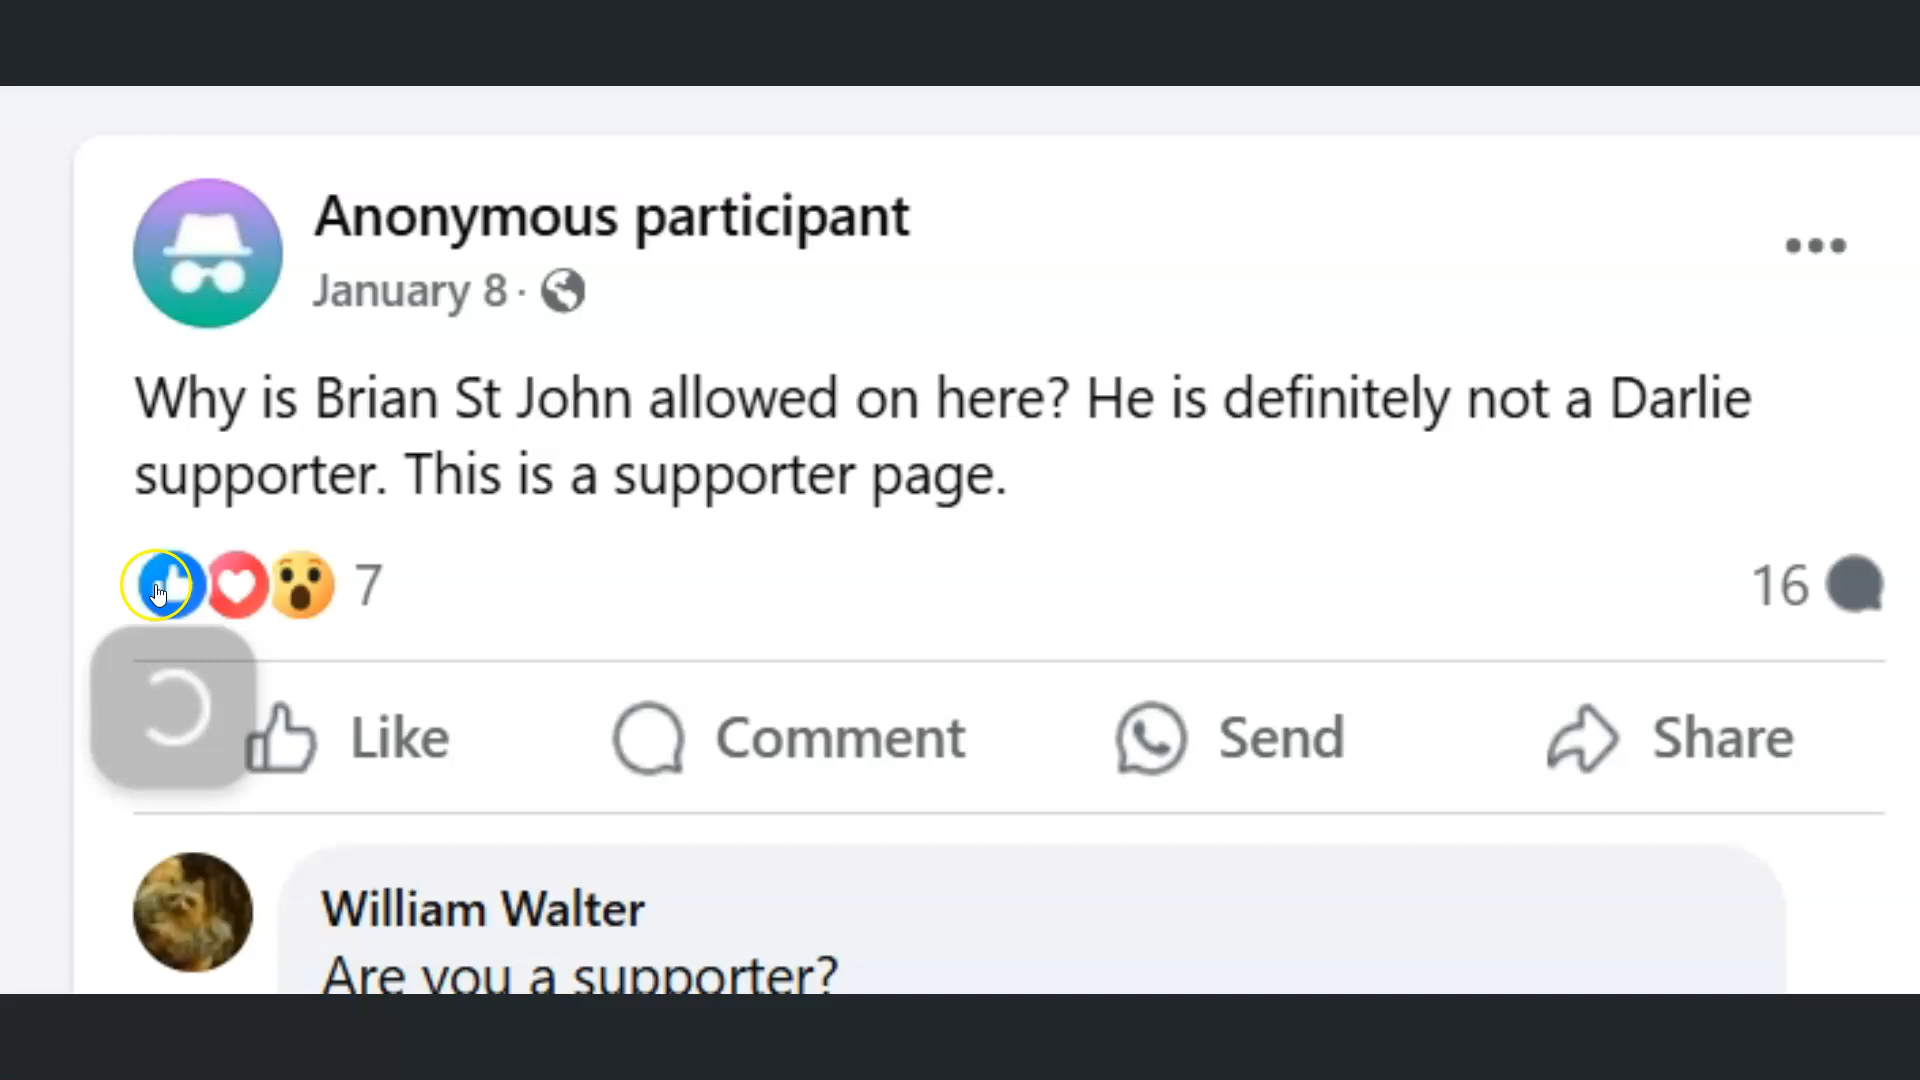 Anonymous participant
January 8 ·
Why is Brian St John allowed on here? He is definitely not a Darlie
supporter. This is a supporter page.
7
16
Like
Comment
Send
Share
William Walter
Are you a supporter?